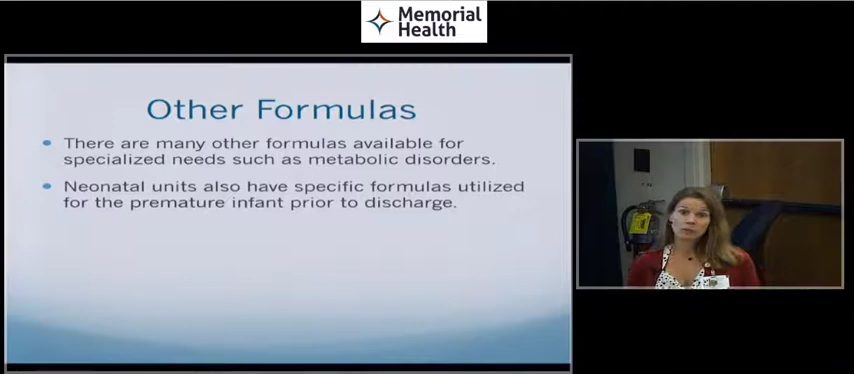 Memorial
Health
Other Formulas
There are many other formulas available for
specialized needs such as metabolic disorders.
Neonatal units also have specific formulas utilized
for the premature infant prior to discharge.